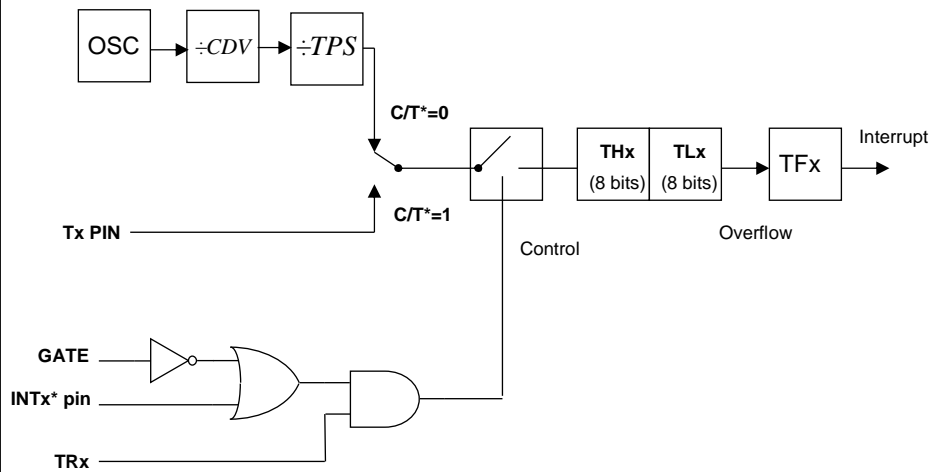 OSC
÷CDV
÷TPS
C/T*=0
Interrupt
THx
(8 bits)
TLx
(8 bits)
TFx
C/T*=1
Tx PIN
Overflow
Control
GATE
INTx* pin
TRx